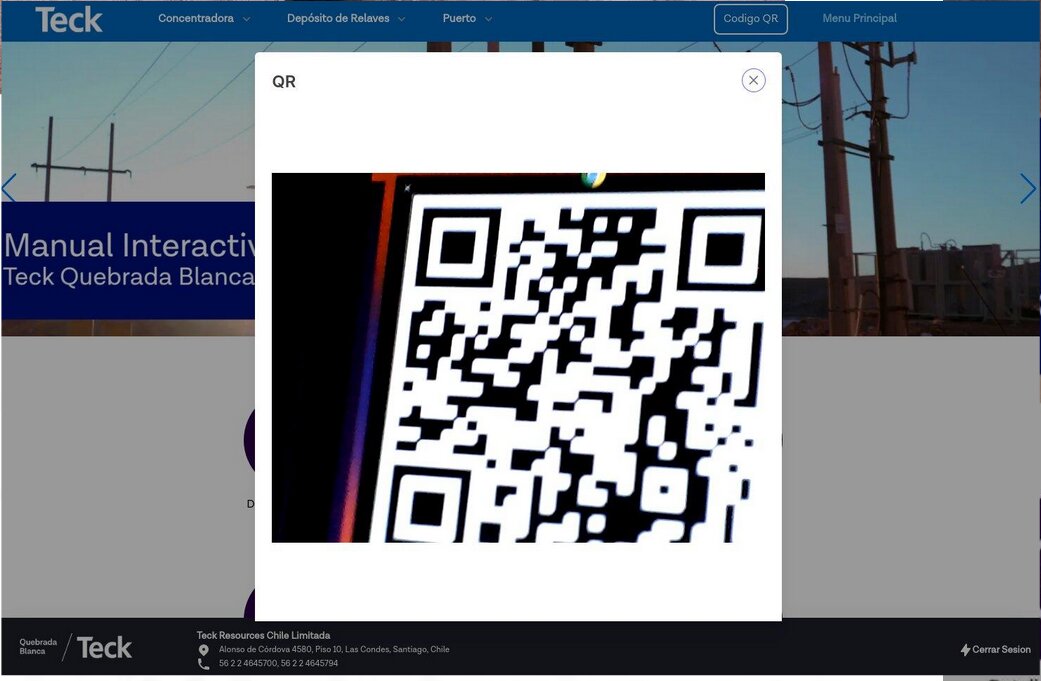 Teck
Concentradora
Depósito de Relaves
Puerto
Codigo QR
Menu Principal
QR
Manual Interactiv
Teck Quebrada Blanca
D
Quebrada
Blanca
Teck
Teck Resources Chile Limitada
Alonso de Córdova 4580, Piso 10, Las Condes, Santiago, Chile
56 2 2 4645700, 56 2 2 4645794
Cerrar Sesion